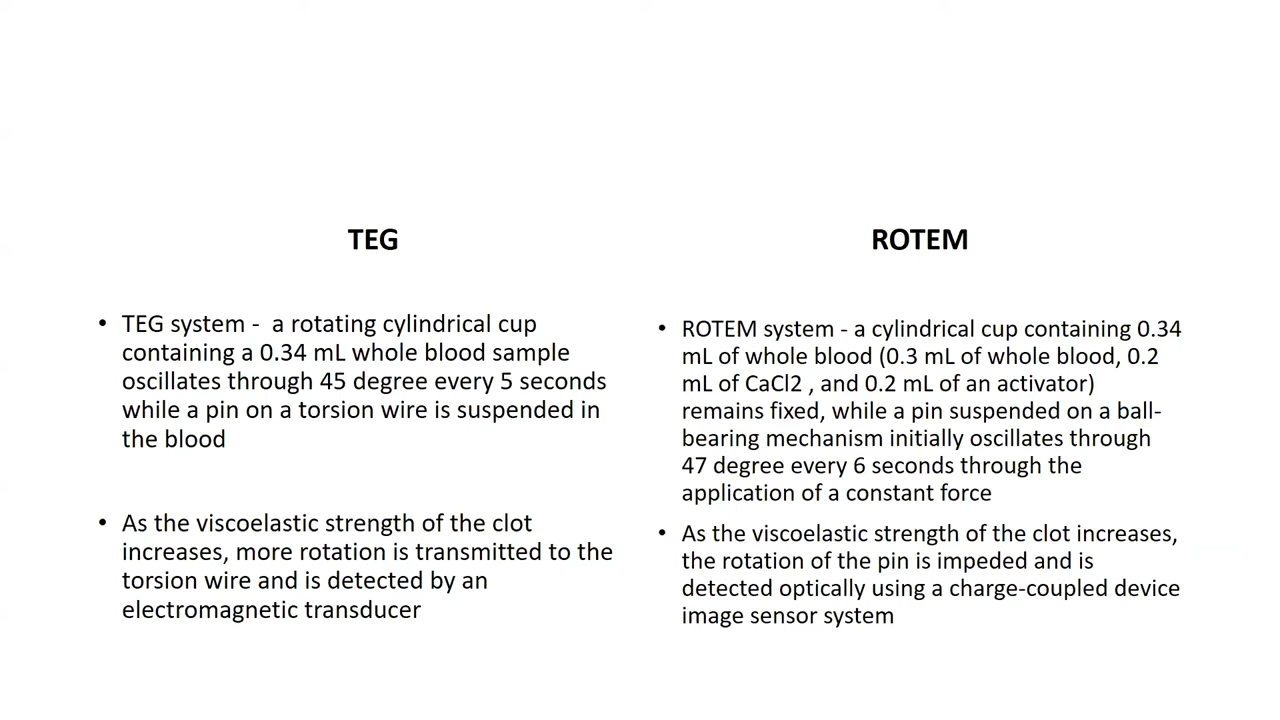 TEG
• TEG system -  a rotating cylindrical cup
containing a 0.34 mL whole blood sample
oscillates through 45 degree every 5 seconds
while a pin on a torsion wire is suspended in
the blood
• As the viscoelastic strength of the clot
increases, more rotation is transmitted to the
torsion wire and is detected by an
electromagnetic transducer
ROTEM
• ROTEM system - a cylindrical cup containing 0.34
mL of whole blood (0.3 mL of whole blood, 0.2
mL of CaCl2 , and 0.2 mL of an activator)
remains fixed, while a pin suspended on a ball-
bearing mechanism initially oscillates through
47 degree every 6 seconds through the
application of a constant force
• As the viscoelastic strength of the clot increases,
the rotation of the pin is impeded and is
detected optically using a charge-coupled device
image sensor system